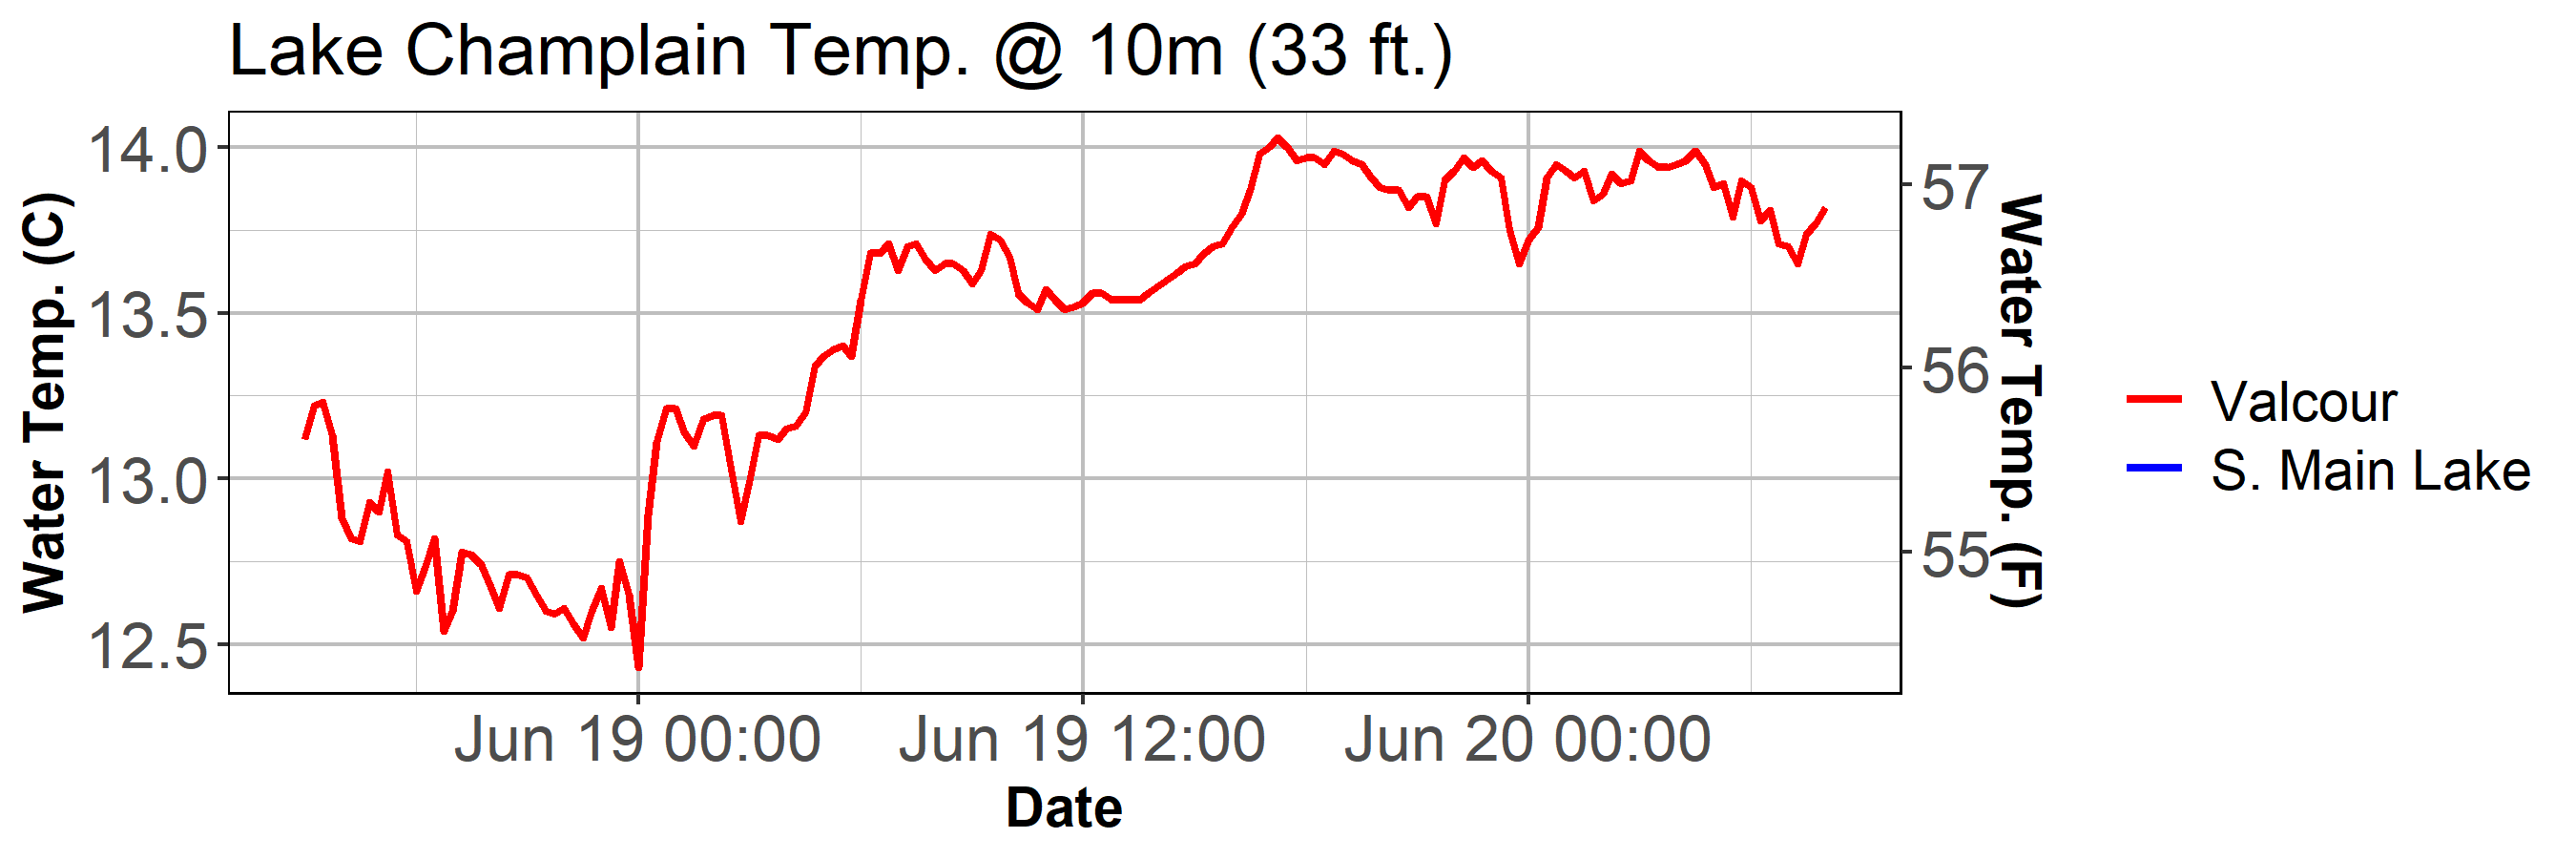 Lake Champlain Temp. @ 10m (33 ft.)
Water Temp. (C)
14.0
13.5
13.0
12.5
57
56
55
Water Temp. (F)
Jun 19 00:00
Jun 19 12:00
Jun 20 00:00
Date
Valcour
S. Main Lake